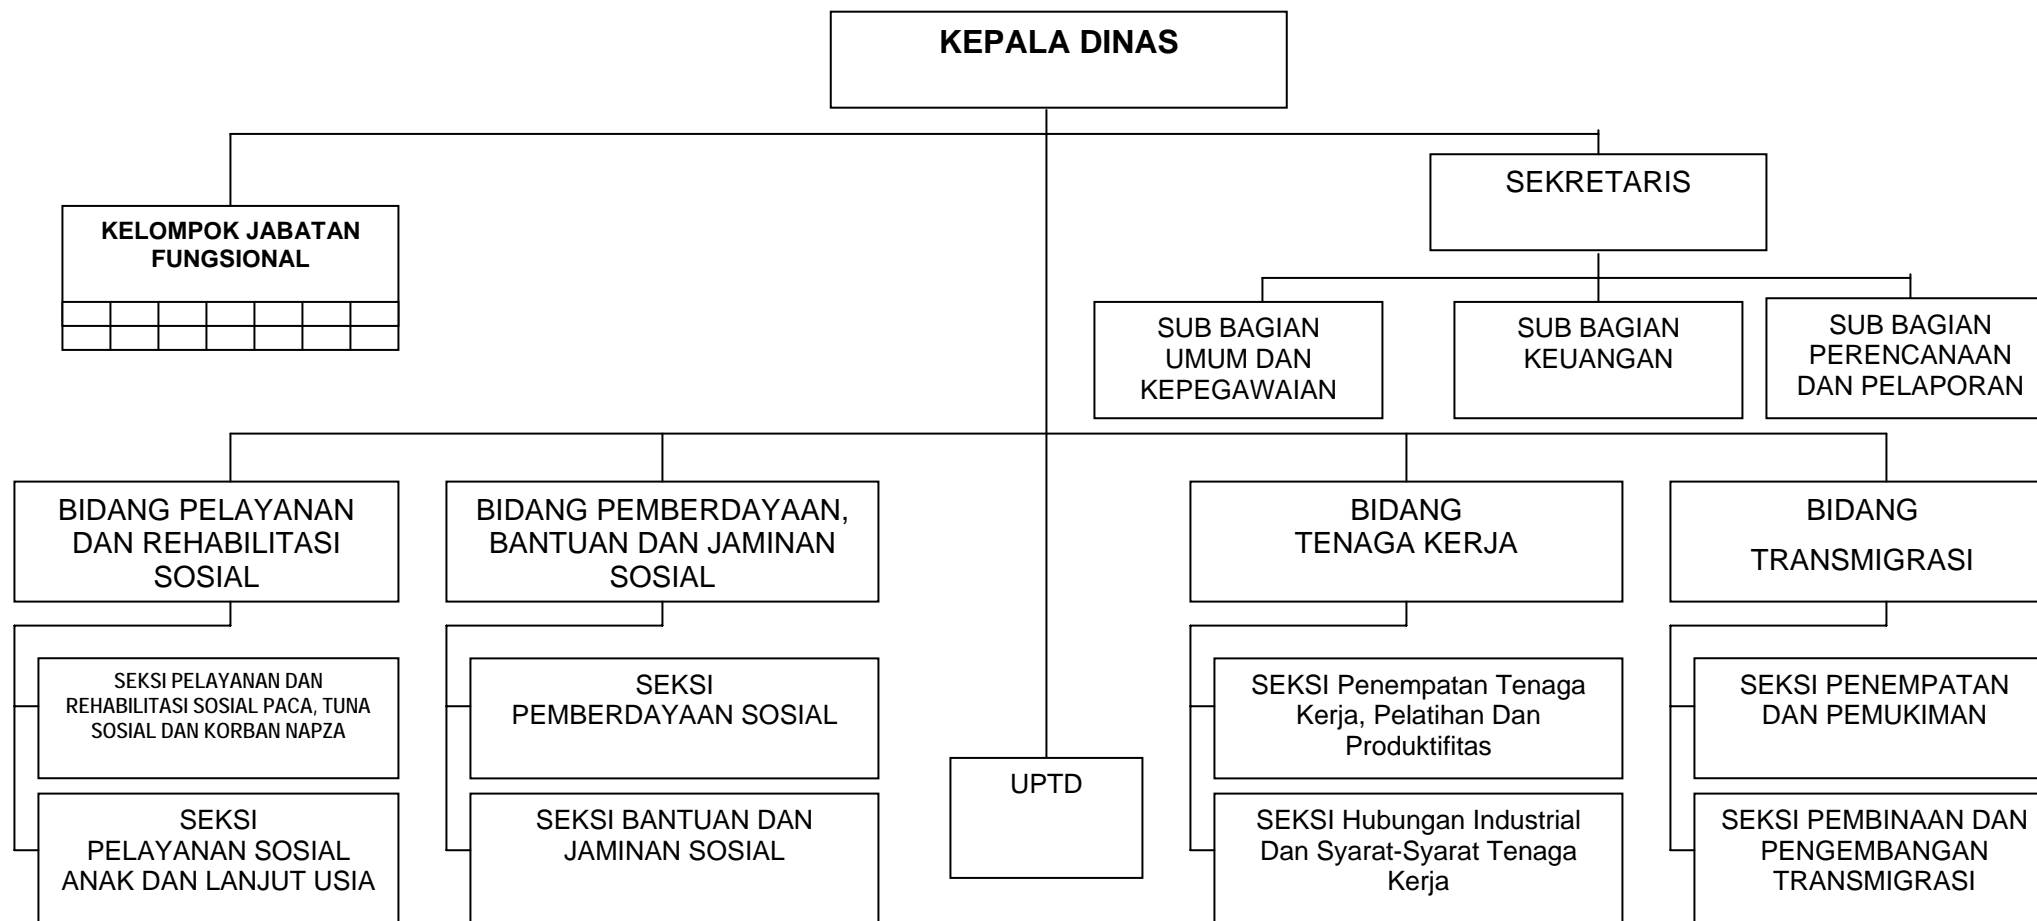 KEPALA DINAS
SEKRETARIS
KELOMPOK JABATAN
FUNGSIONAL
SUB BAGIAN
UMUM DAN
KEPEGAWAIAN
SUB BAGIAN
KEUANGAN
SUB BAGIAN
PERENCANAAN
DAN PELAPORAN
BIDANG PELAYANAN
DAN REHABILITASI
SOSIAL
BIDANG PEMBERDAYAAN,
BANTUAN DAN JAMINAN
SOSIAL
BIDANG
TENAGA KERJA
BIDANG
TRANSMIGRASI
SEKSI PELAYANAN DAN
REHABILITASI SOSIAL PACA, TUNA
SOSIAL DAN KORBAN NAPZA
SEKSI
PEMBERDAYAAN SOSIAL
SEKSI Penempatan Tenaga
Kerja, Pelatihan Dan
Produktifitas
SEKSI PENEMPATAN
DAN PEMUKIMAN
UPTD
SEKSI
PELAYANAN SOSIAL
ANAK DAN LANJUT USIA
SEKSI BANTUAN DAN
JAMINAN SOSIAL
SEKSI Hubungan Industrial
Dan Syarat-Syarat Tenaga
Kerja
SEKSI PEMBINAAN DAN
PENGEMBANGAN
TRANSMIGRASI